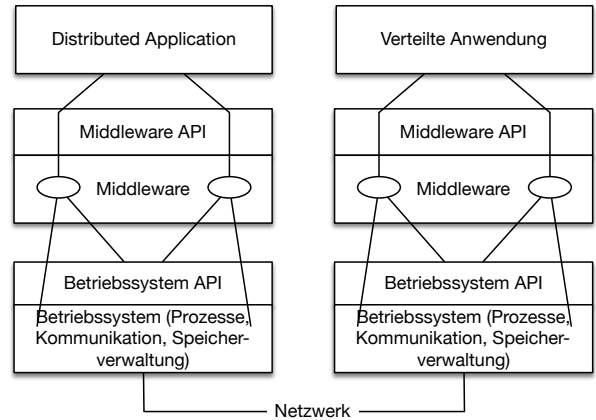 Distributed Application
Verteilte Anwendung
Middleware API
Middleware API
Middleware
Middleware
Betriebssystem API
Betriebssystem API
Betriebssystem (Prozesse,
Kommunikation, Speicher-
verwaltung)
Betriebssystem (Prozesse,
Kommunikation, Speicher-
verwaltung)
Netzwerk